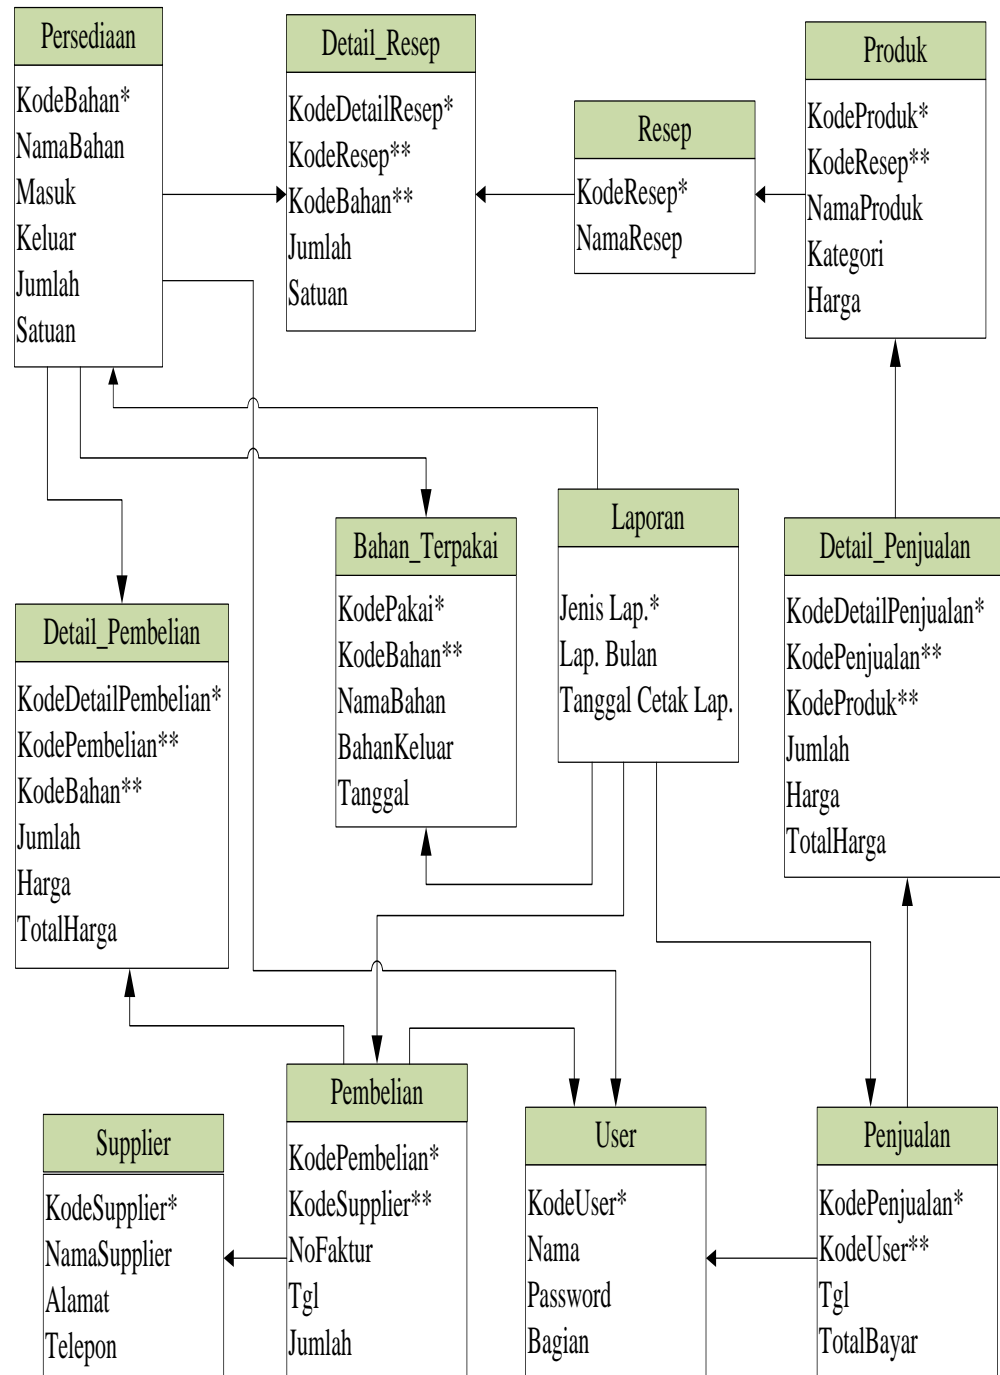 Persediaan
KodeBahan*
NamaBahan
Masuk
Keluar
Jumlah
Satuan
Detail_Resep
KodeDetailResep*
KodeResep**
KodeBahan**
Jumlah
Satuan
Resep
KodeResep*
NamaResep
Produk
KodeProduk*
KodeResep**
NamaProduk
Kategori
Harga
Detail_Pembelian
KodeDetailPembelian*
KodePembelian**
KodeBahan**
Jumlah
Harga
TotalHarga
Bahan_Terpakai
KodePakai*
KodeBahan**
NamaBahan
BahanKeluar
Tanggal
Laporan
Jenis Lap.*
Lap. Bulan
Tanggal Cetak Lap.
Detail_Penjualan
KodeDetailPenjualan*
KodePenjualan**
KodeProduk**
Jumlah
Harga
TotalHarga
Supplier
KodeSupplier*
NamaSupplier
Alamat
Telepon
Pembelian
KodePembelian*
KodeSupplier**
NoFaktur
Tgl
Jumlah
User
KodeUser*
Nama
Password
Bagian
Penjualan
KodePenjualan*
KodeUser**
Tgl
TotalBayar